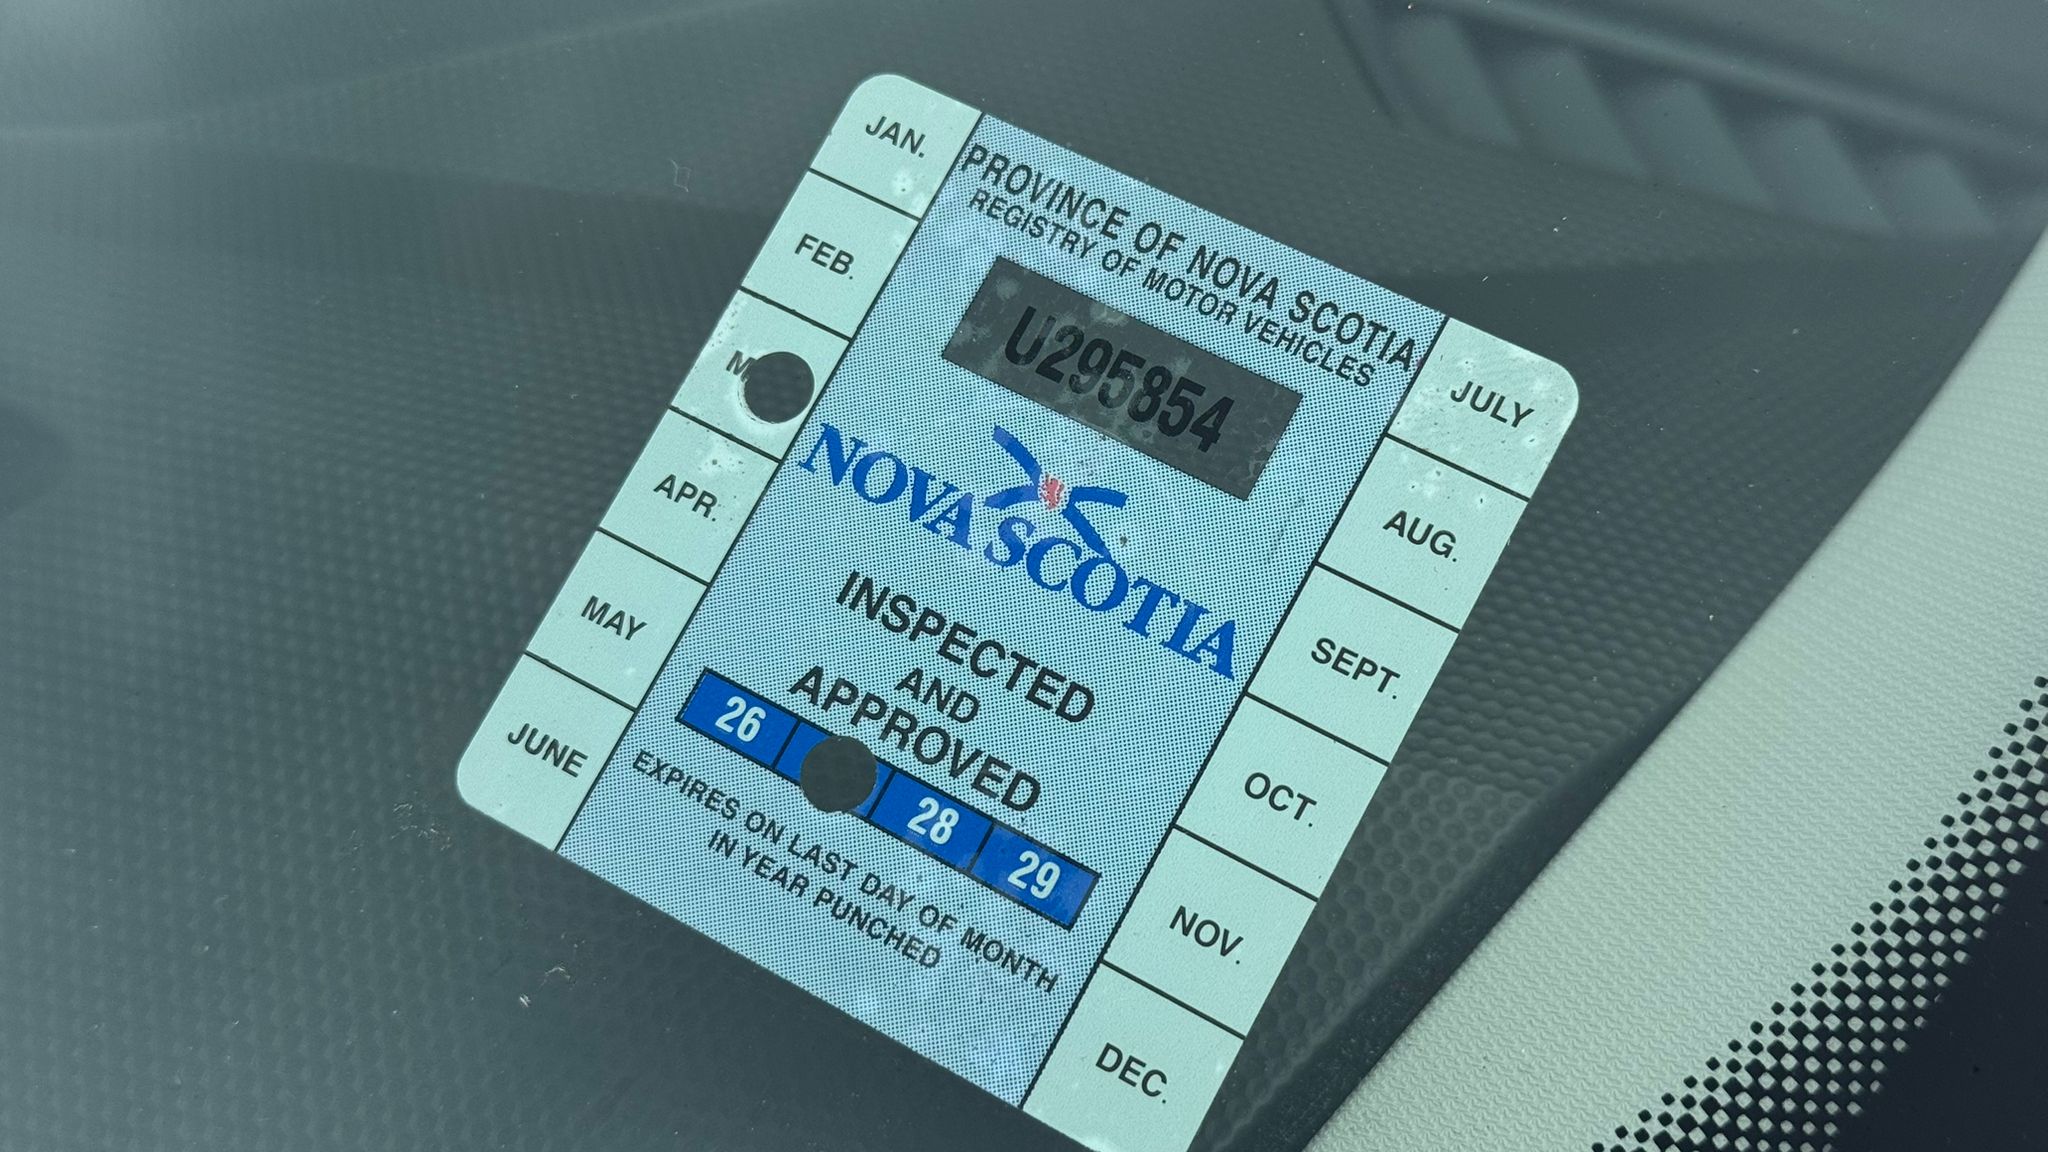 JAN.
FEB.
M
APR.
MAY
JUNE
PROVINCE OF NOVA SCOTIA
REGISTRY OF MOTOR VEHICLES
U295854
NOVA SCOTIA
INSPECTED
AND
APPROVED
26 28 29
EXPIRES ON LAST DAY OF MONTH
IN YEAR PUNCHED
JULY
AUG.
SEPT.
OCT.
NOV.
DEC.